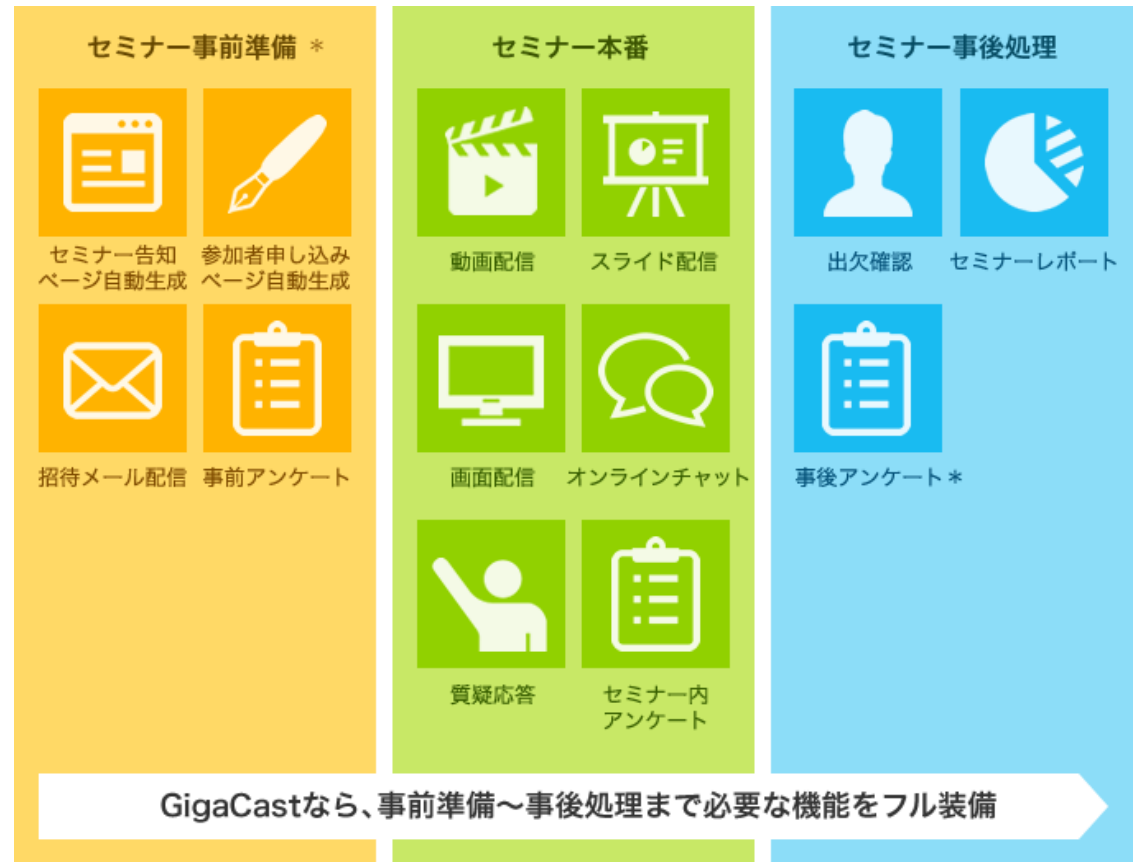 セミナー事前準備 *
セミナー告知
ページ自動生成
参加者申し込み
ページ自動生成
招待メール配信
事前アンケート
セミナー本番
動画配信
スライド配信
画面配信
オンラインチャット
質疑応答
セミナー内
アンケート
セミナー事後処理
出欠確認
セミナーレポート
事後アンケート*
GigaCastなら、事前準備～事後処理まで必要な機能をフル装備